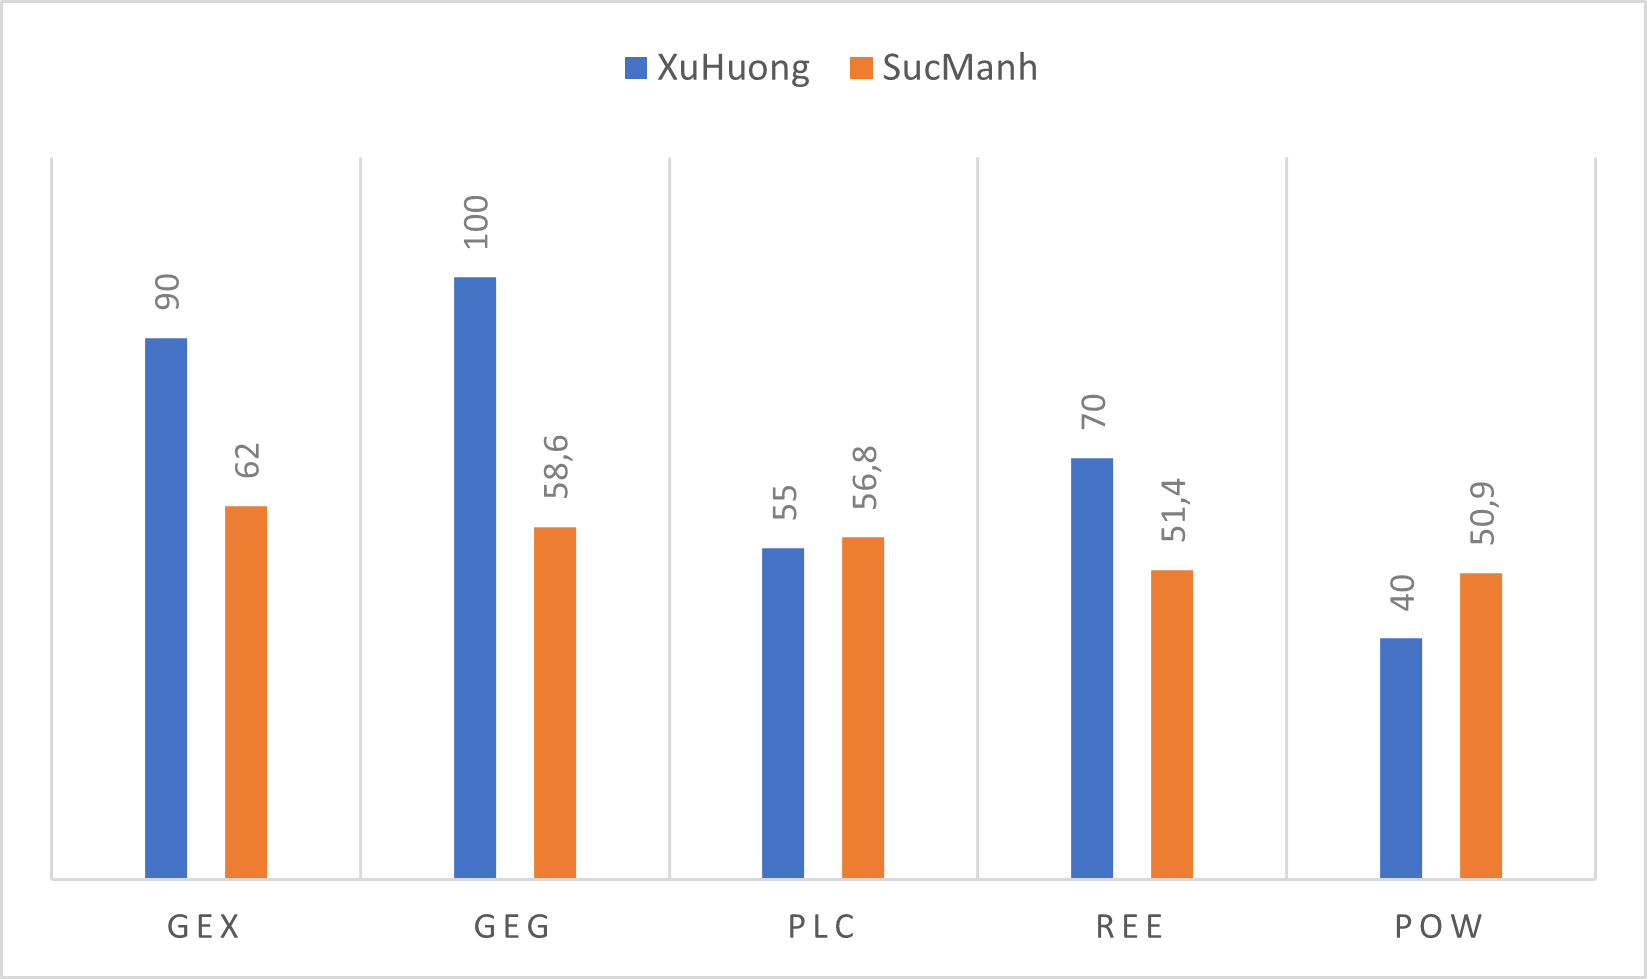 XuHuong SucManh
90 62 100 58,6 55 56,8 70 51,4 40 50,9
GEX GEG PLC REE POW